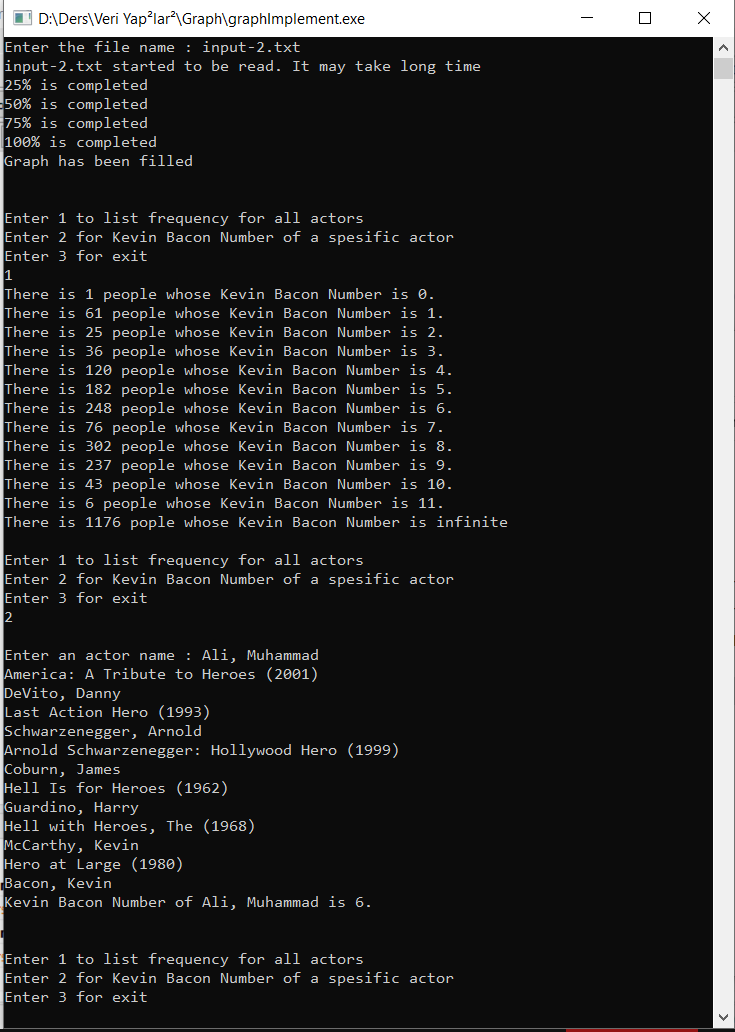 D:\Ders\Veri Yap²lar²\Graph\graphImplement.exe
Enter the file name : input-2.txt
input-2.txt started to be read. It may take long time
25% is completed
50% is completed
75% is completed
100% is completed
Graph has been filled
Enter 1 to list frequency for all actors
Enter 2 for Kevin Bacon Number of a spesific actor
Enter 3 for exit
1
There is 1 people whose Kevin Bacon Number is 0.
There is 61 people whose Kevin Bacon Number is 1.
There is 25 people whose Kevin Bacon Number is 2.
There is 36 people whose Kevin Bacon Number is 3.
There is 120 people whose Kevin Bacon Number is 4.
There is 182 people whose Kevin Bacon Number is 5.
There is 248 people whose Kevin Bacon Number is 6.
There is 76 people whose Kevin Bacon Number is 7.
There is 302 people whose Kevin Bacon Number is 8.
There is 237 people whose Kevin Bacon Number is 9.
There is 43 people whose Kevin Bacon Number is 10.
There is 6 people whose Kevin Bacon Number is 11.
There is 1176 pople whose Kevin Bacon Number is infinite
Enter 1 to list frequency for all actors
Enter 2 for Kevin Bacon Number of a spesific actor
Enter 3 for exit
2
Enter an actor name : Ali, Muhammad
America: A Tribute to Heroes (2001)
DeVito, Danny
Last Action Hero (1993)
Schwarzenegger, Arnold
Arnold Schwarzenegger: Hollywood Hero (1999)
Coburn, James
Hell Is for Heroes (1962)
Guardino, Harry
Hell with Heroes, The (1968)
McCarthy, Kevin
Hero at Large (1980)
Bacon, Kevin
Kevin Bacon Number of Ali, Muhammad is 6.
Enter 1 to list frequency for all actors
Enter 2 for Kevin Bacon Number of a spesific actor
Enter 3 for exit